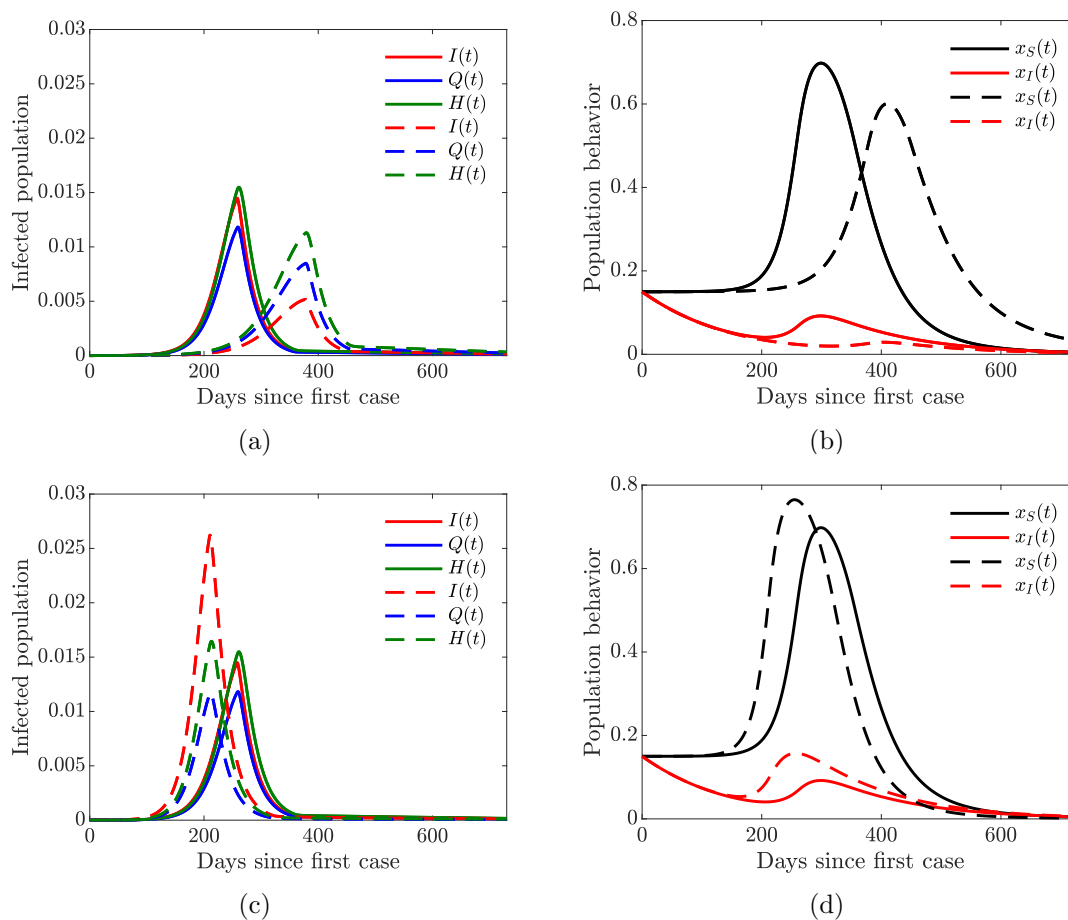 0.03
0.025
0.02
0.015
0.01
0.005
0
Infected population
I(t)
Q(t)
H(t)
I(t)
Q(t)
H(t)
0 200 400 600
Days since first case
(a)
0.8
0.6
0.4
0.2
0
Population behavior
x_S(t)
x_I(t)
x_S(t)
x_I(t)
0 200 400 600
Days since first case
(b)
0.03
0.025
0.02
0.015
0.01
0.005
0
Infected population
I(t)
Q(t)
H(t)
I(t)
Q(t)
H(t)
0 200 400 600
Days since first case
(c)
0.8
0.6
0.4
0.2
0
Population behavior
x_S(t)
x_I(t)
x_S(t)
x_I(t)
0 200 400 600
Days since first case
(d)